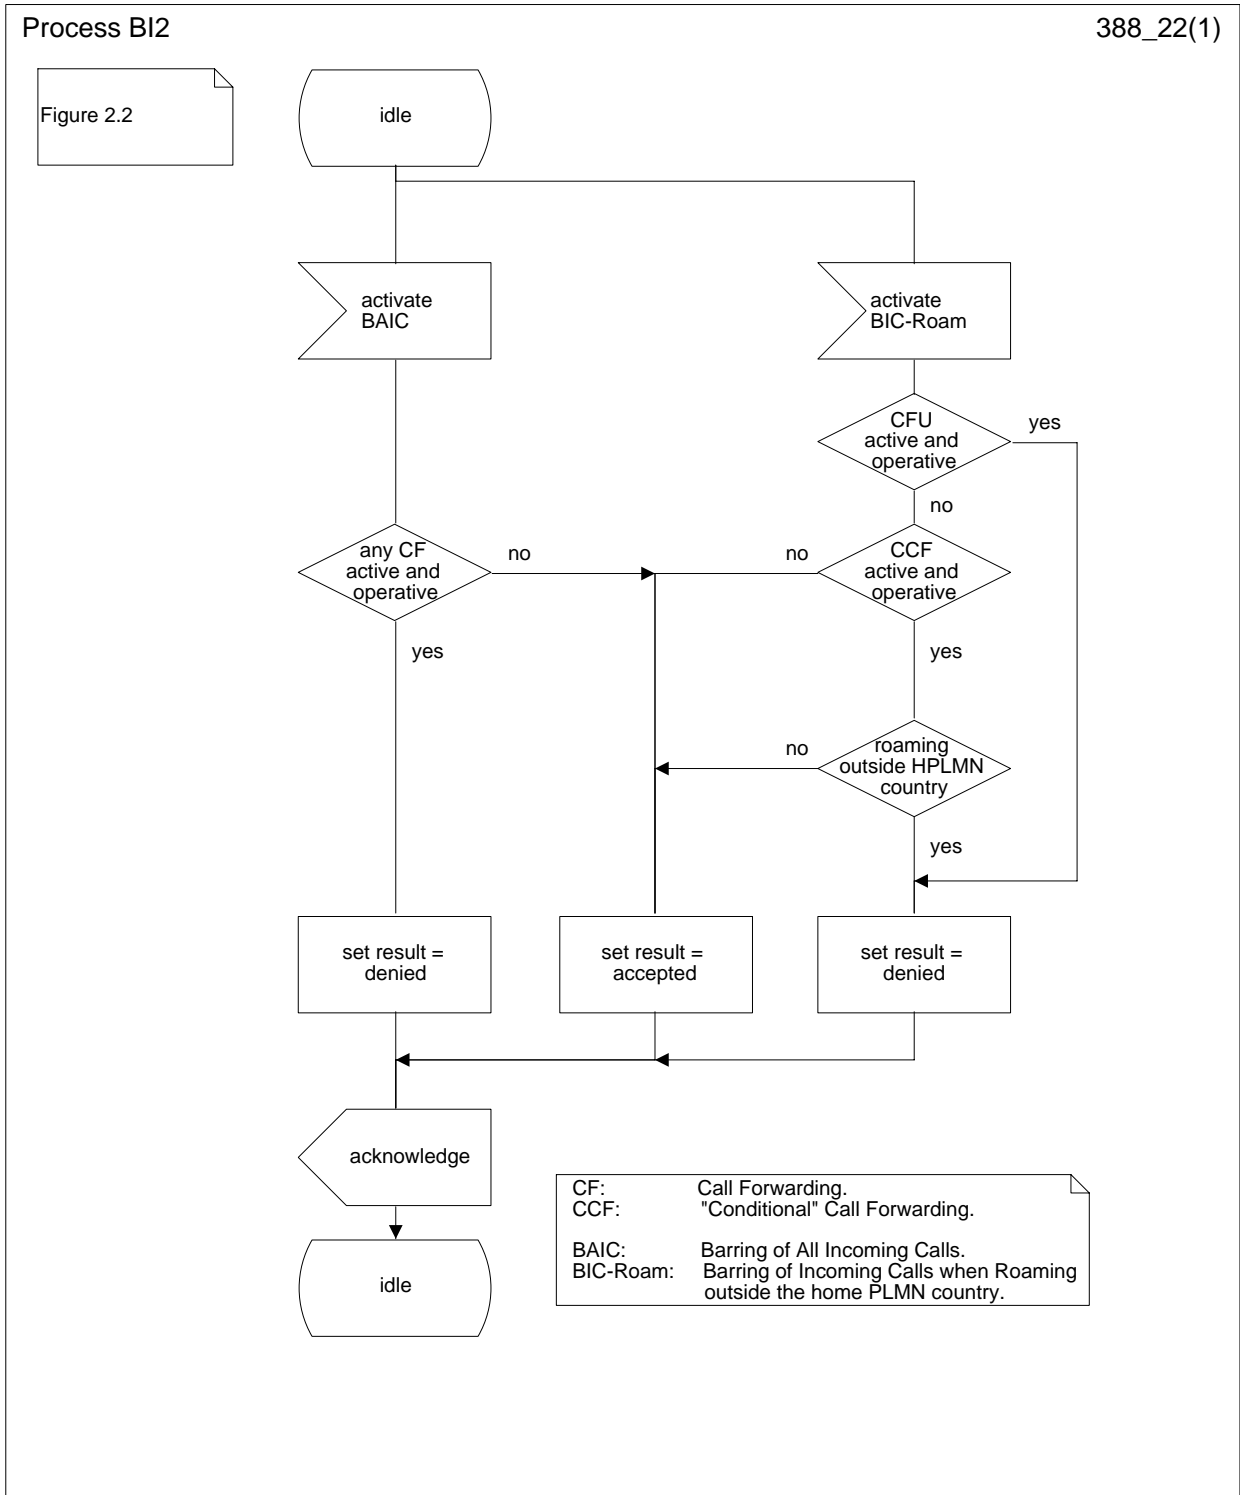 Process BI2
388_22(1)
Figure 2.2
idle
activate
BAIC
activate
BIC-Roam
CFU
active and
operative
yes
no
any CF
active and
operative
no
no
CCF
active and
operative
yes
yes
no
roaming
outside HPLMN
country
yes
set result =
denied
set result =
accepted
set result =
denied
acknowledge
CF: Call Forwarding.
CCF: "Conditional" Call Forwarding.
BAIC: Barring of All Incoming Calls.
BIC-Roam: Barring of Incoming Calls when Roaming
outside the home PLMN country.
idle